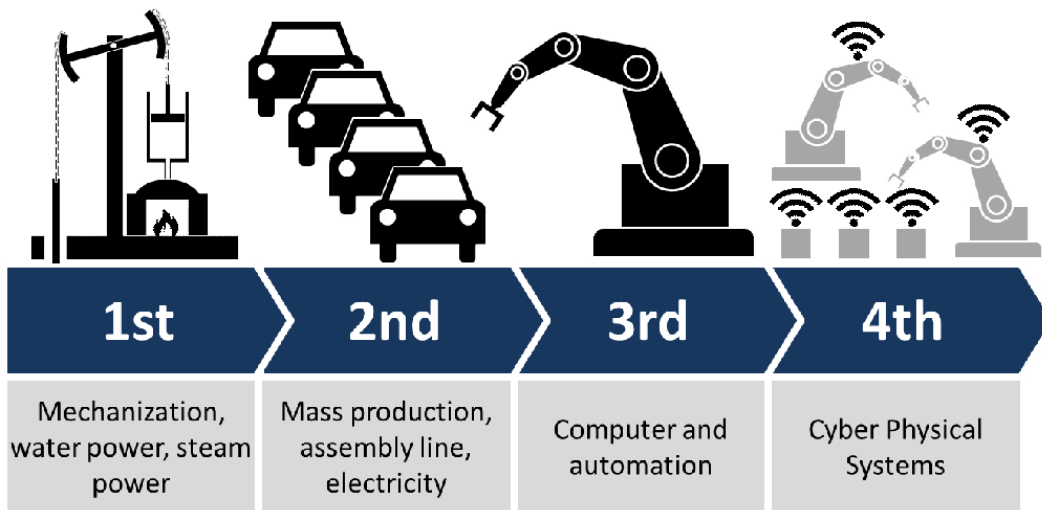 1st
2nd
3rd
4th
Mechanization,
water power, steam
power
Mass production,
assembly line,
electricity
Computer and
automation
Cyber Physical
Systems